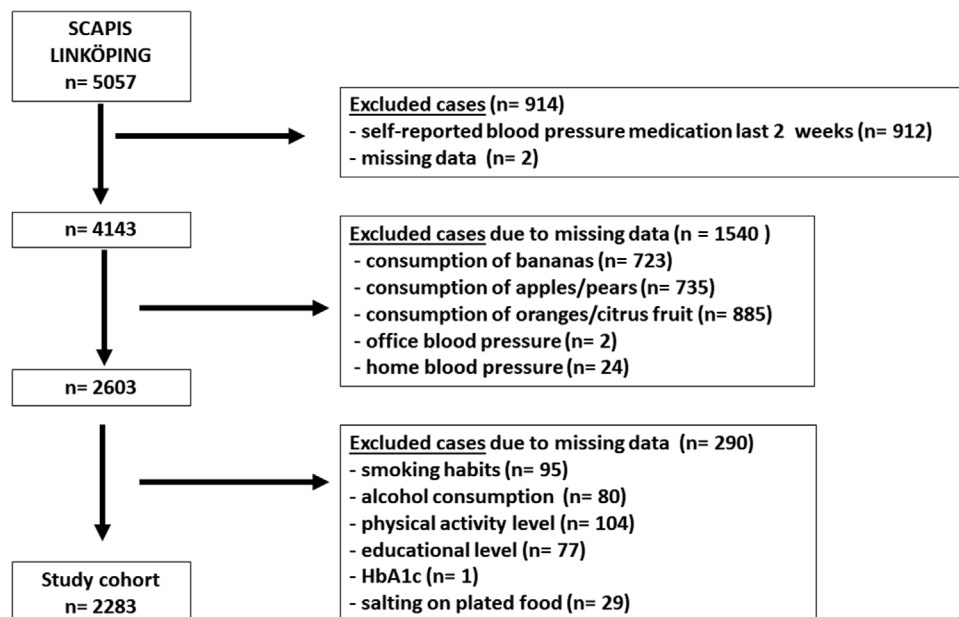 SCAPIS
LINKÖPING
n= 5057
Excluded cases (n= 914)
- self-reported blood pressure medication last 2 weeks (n= 912)
- missing data (n= 2)
n= 4143
Excluded cases due to missing data (n = 1540 )
- consumption of bananas (n= 723)
- consumption of apples/pears (n= 735)
- consumption of oranges/citrus fruit (n= 885)
- office blood pressure (n= 2)
- home blood pressure (n= 24)
n= 2603
Excluded cases due to missing data (n= 290)
- smoking habits (n= 95)
- alcohol consumption (n= 80)
- physical activity level (n= 104)
- educational level (n= 77)
- HbA1c (n= 1)
- salting on plated food (n= 29)
Study cohort
n= 2283